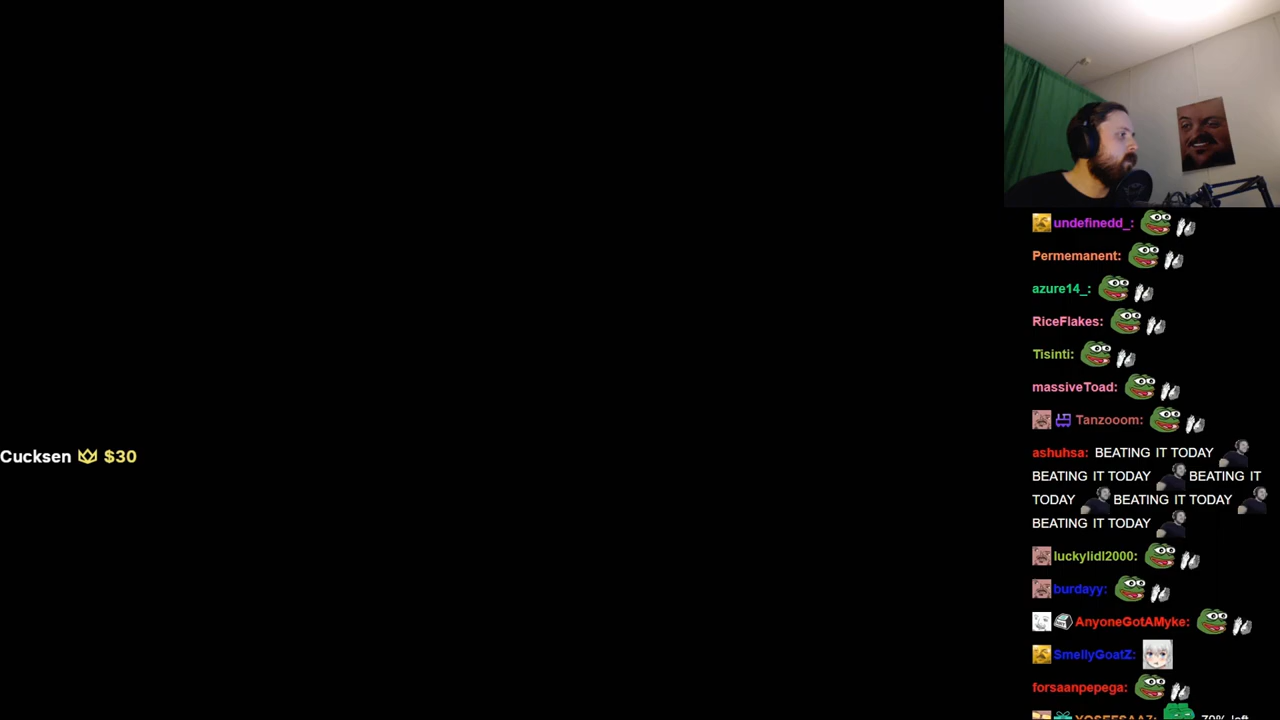 undefinedd_:
Permemanent:
azure14_:
RiceFlakes:
Tisinti:
massiveToad:
Tanzooom:
ashuhsa: BEATING IT TODAY
BEATING IT TODAY BEATING IT
TODAY BEATING IT TODAY
BEATING IT TODAY
Cucksen $30
luckylidl2000:
burdayy:
AnyoneGotAMyke:
SmellyGoatZ:
forsaanpepega: